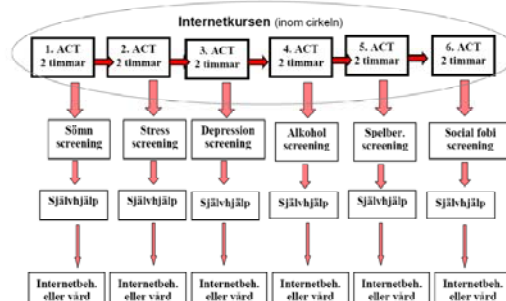 Internetkursen (inom cirkeln)
1. ACT 2. ACT 3. ACT 4. ACT 5. ACT 6. ACT
2 timmar 2 timmar 2 timmar 2 timmar 2 timmar 2 timmar
Sömn Stress Depression Alkohol Spelber. Social fobi
screening screening screening screening screening screening
Självhjälp Självhjälp Självhjälp Självhjälp Självhjälp Självhjälp
Internetbeh. Internetbeh. Internetbeh. Internetbeh. Internetbeh. Internetbeh.
eller vård eller vård eller vård eller vård eller vård eller vård